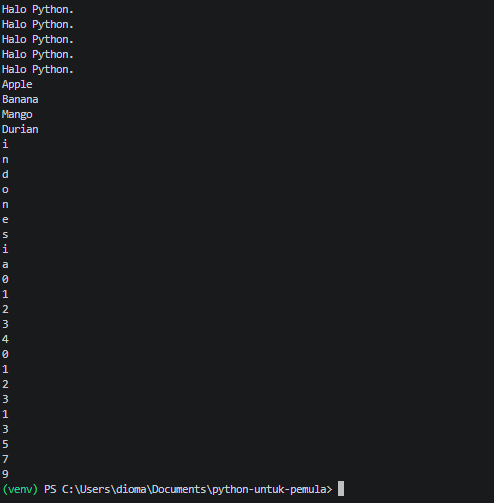 Halo Python.
Halo Python.
Halo Python.
Halo Python.
Halo Python.
Apple
Banana
Mango
Durian
i
n
d
o
n
e
s
i
a
0
1
2
3
4
0
1
2
3
1
3
5
7
9
(venv) PS C:\Users\dioma\Documents\python-untuk-pemula>